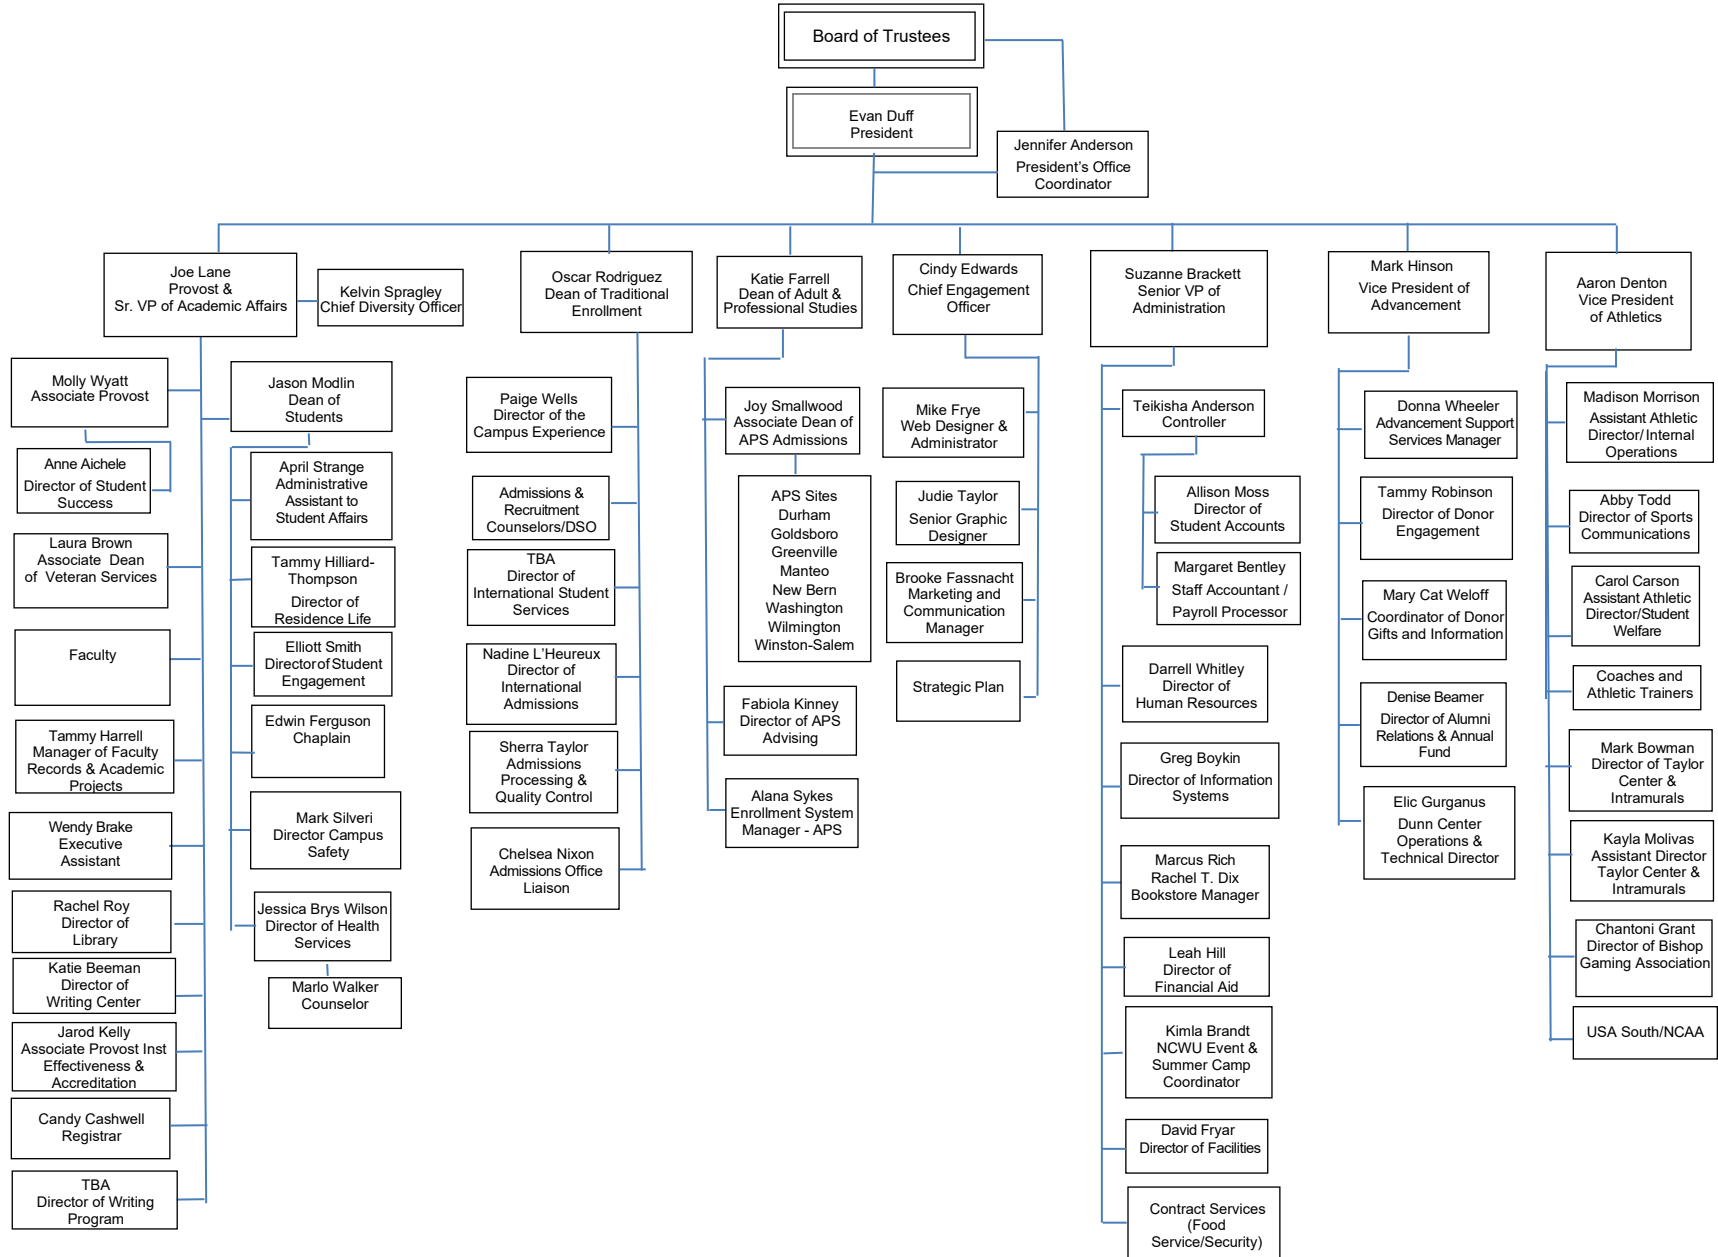 Board of Trustees
Evan Duff
President
Jennifer Anderson
President’s Office
Coordinator
Joe Lane
Provost &
Sr. VP of Academic Affairs
Kelvin Spragley
Chief Diversity Officer
Oscar Rodriguez
Dean of Traditional
Enrollment
Katie Farrell
Dean of Adult &
Professional Studies
Cindy Edwards
Chief Engagement
Officer
Suzanne Brackett
Senior VP of
Administration
Mark Hinson
Vice President of
Advancement
Aaron Denton
Vice President
of Athletics
Molly Wyatt
Associate Provost
Anne Aichele
Director of Student
Success
Laura Brown
Associate Dean
of Veteran Services
Faculty
Tammy Harrell
Manager of Faculty
Records & Academic
Projects
Wendy Brake
Executive
Assistant
Rachel Roy
Director of
Library
Katie Beeman
Director of
Writing Center
Jarod Kelly
Associate Provost Inst
Effectiveness &
Accreditation
Candy Cashwell
Registrar
TBA
Director of Writing
Program
Jason Modlin
Dean of
Students
April Strange
Administrative
Assistant to
Student Affairs
Tammy Hilliard-
Thompson
Director of
Residence Life
Elliott Smith
Director of Student
Engagement
Edwin Ferguson
Chaplain
Mark Silveri
Director Campus
Safety
Jessica Brys Wilson
Director of Health
Services
Marlo Walker
Counselor
Paige Wells
Director of the
Campus Experience
Admissions &
Recruitment
Counselors/DSO
TBA
Director of
International Student
Services
Nadine L’Heureux
Director of
International
Admissions
Sherra Taylor
Admissions
Processing &
Quality Control
Chelsea Nixon
Admissions Office
Liaison
Joy Smallwood
Associate Dean of
APS Admissions
APS Sites
Durham
Goldsboro
Greenville
Manteo
New Bern
Washington
Wilmington
Winston-Salem
Fabiola Kinney
Director of APS
Advising
Alana Sykes
Enrollment System
Manager - APS
Mike Frye
Web Designer &
Administrator
Judie Taylor
Senior Graphic
Designer
Brooke Fassnacht
Marketing and
Communication
Manager
Strategic Plan
Teikisha Anderson
Controller
Allison Moss
Director of
Student Accounts
Margaret Bentley
Staff Accountant /
Payroll Processor
Darrell Whitley
Director of
Human Resources
Greg Boykin
Director of Information
Systems
Marcus Rich
Rachel T. Dix
Bookstore Manager
Leah Hill
Director of
Financial Aid
Kimla Brandt
NCWU Event &
Summer Camp
Coordinator
David Fryar
Director of Facilities
Contract Services
(Food
Service/Security)
Donna Wheeler
Advancement Support
Services Manager
Tammy Robinson
Director of Donor
Engagement
Mary Cat Weloff
Coordinator of Donor
Gifts and Information
Denise Beamer
Director of Alumni
Relations & Annual
Fund
Elic Gurganus
Dunn Center
Operations &
Technical Director
Madison Morrison
Assistant Athletic
Director/ Internal
Operations
Abby Todd
Director of Sports
Communications
Carol Carson
Assistant Athletic
Director/Student
Welfare
Coaches and
Athletic Trainers
Mark Bowman
Director of Taylor
Center &
Intramurals
Kayla Molivas
Assistant Director
Taylor Center &
Intramurals
Chantoni Grant
Director of Bishop
Gaming Association
USA South/NCAA